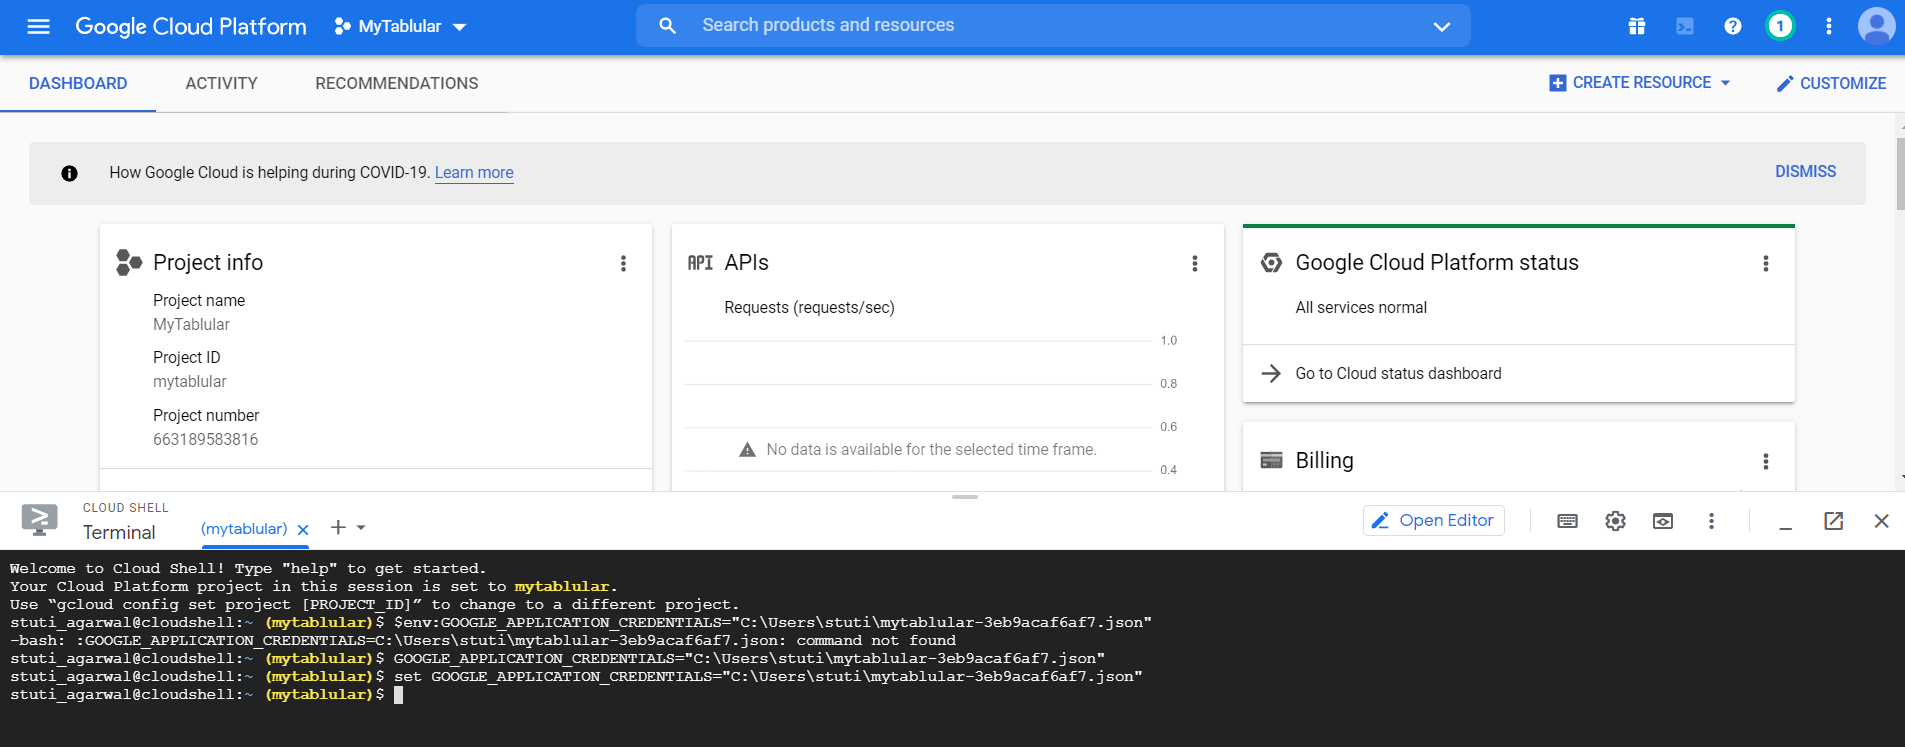 Google Cloud Platform
MyTablular
Search products and resources
1
DASHBOARD
ACTIVITY
RECOMMENDATIONS
CREATE RESOURCE
CUSTOMIZE
How Google Cloud is helping during COVID-19. Learn more
DISMISS
Project info
Project name
MyTablular
Project ID
mytablular
Project number
663189583816
API APIs
Requests (requests/sec)
1.0
0.8
0.6
No data is available for the selected time frame.
0.4
Google Cloud Platform status
All services normal
Go to Cloud status dashboard
Billing
CLOUD SHELL
Terminal
(mytablular)
Open Editor
Welcome to Cloud Shell! Type "help" to get started.
Your Cloud Platform project in this session is set to mytablular.
Use “gcloud config set project [PROJECT_ID]” to change to a different project.
stuti_agarwal@cloudshell:~ (mytablular)$ $env:GOOGLE_APPLICATION_CREDENTIALS="C:\Users\stuti\mytablular-3eb9acaf6af7.json"
-bash: :GOOGLE_APPLICATION_CREDENTIALS=C:\Users\stuti\mytablular-3eb9acaf6af7.json: command not found
stuti_agarwal@cloudshell:~ (mytablular)$ GOOGLE_APPLICATION_CREDENTIALS="C:\Users\stuti\mytablular-3eb9acaf6af7.json"
stuti_agarwal@cloudshell:~ (mytablular)$ set GOOGLE_APPLICATION_CREDENTIALS="C:\Users\stuti\mytablular-3eb9acaf6af7.json"
stuti_agarwal@cloudshell:~ (mytablular)$